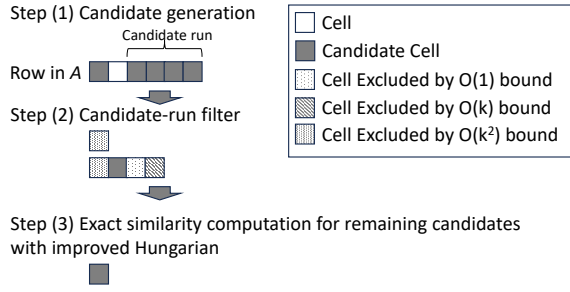 Step (1) Candidate generation
Candidate run
Row in A
Step (2) Candidate-run filter
Step (3) Exact similarity computation for remaining candidates
with improved Hungarian
Cell
Candidate Cell
Cell Excluded by O(1) bound
Cell Excluded by O(k) bound
Cell Excluded by O(k²) bound